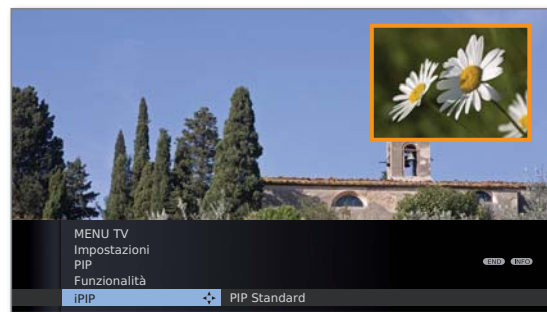 MENU TV
Impostazioni
PIP
Funzionalità
END INFO
iPIP PIP Standard